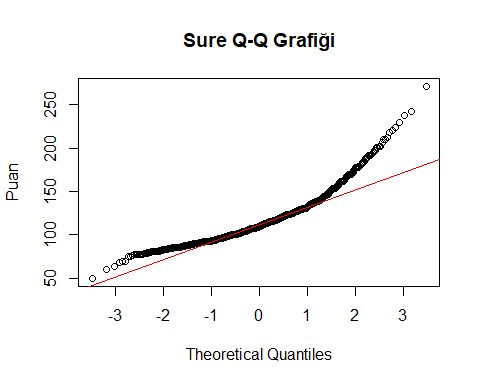 Sure Q-Q Grafiği
Puan
250
200
150
100
50
-3 -2 -1 0 1 2 3
Theoretical Quantiles